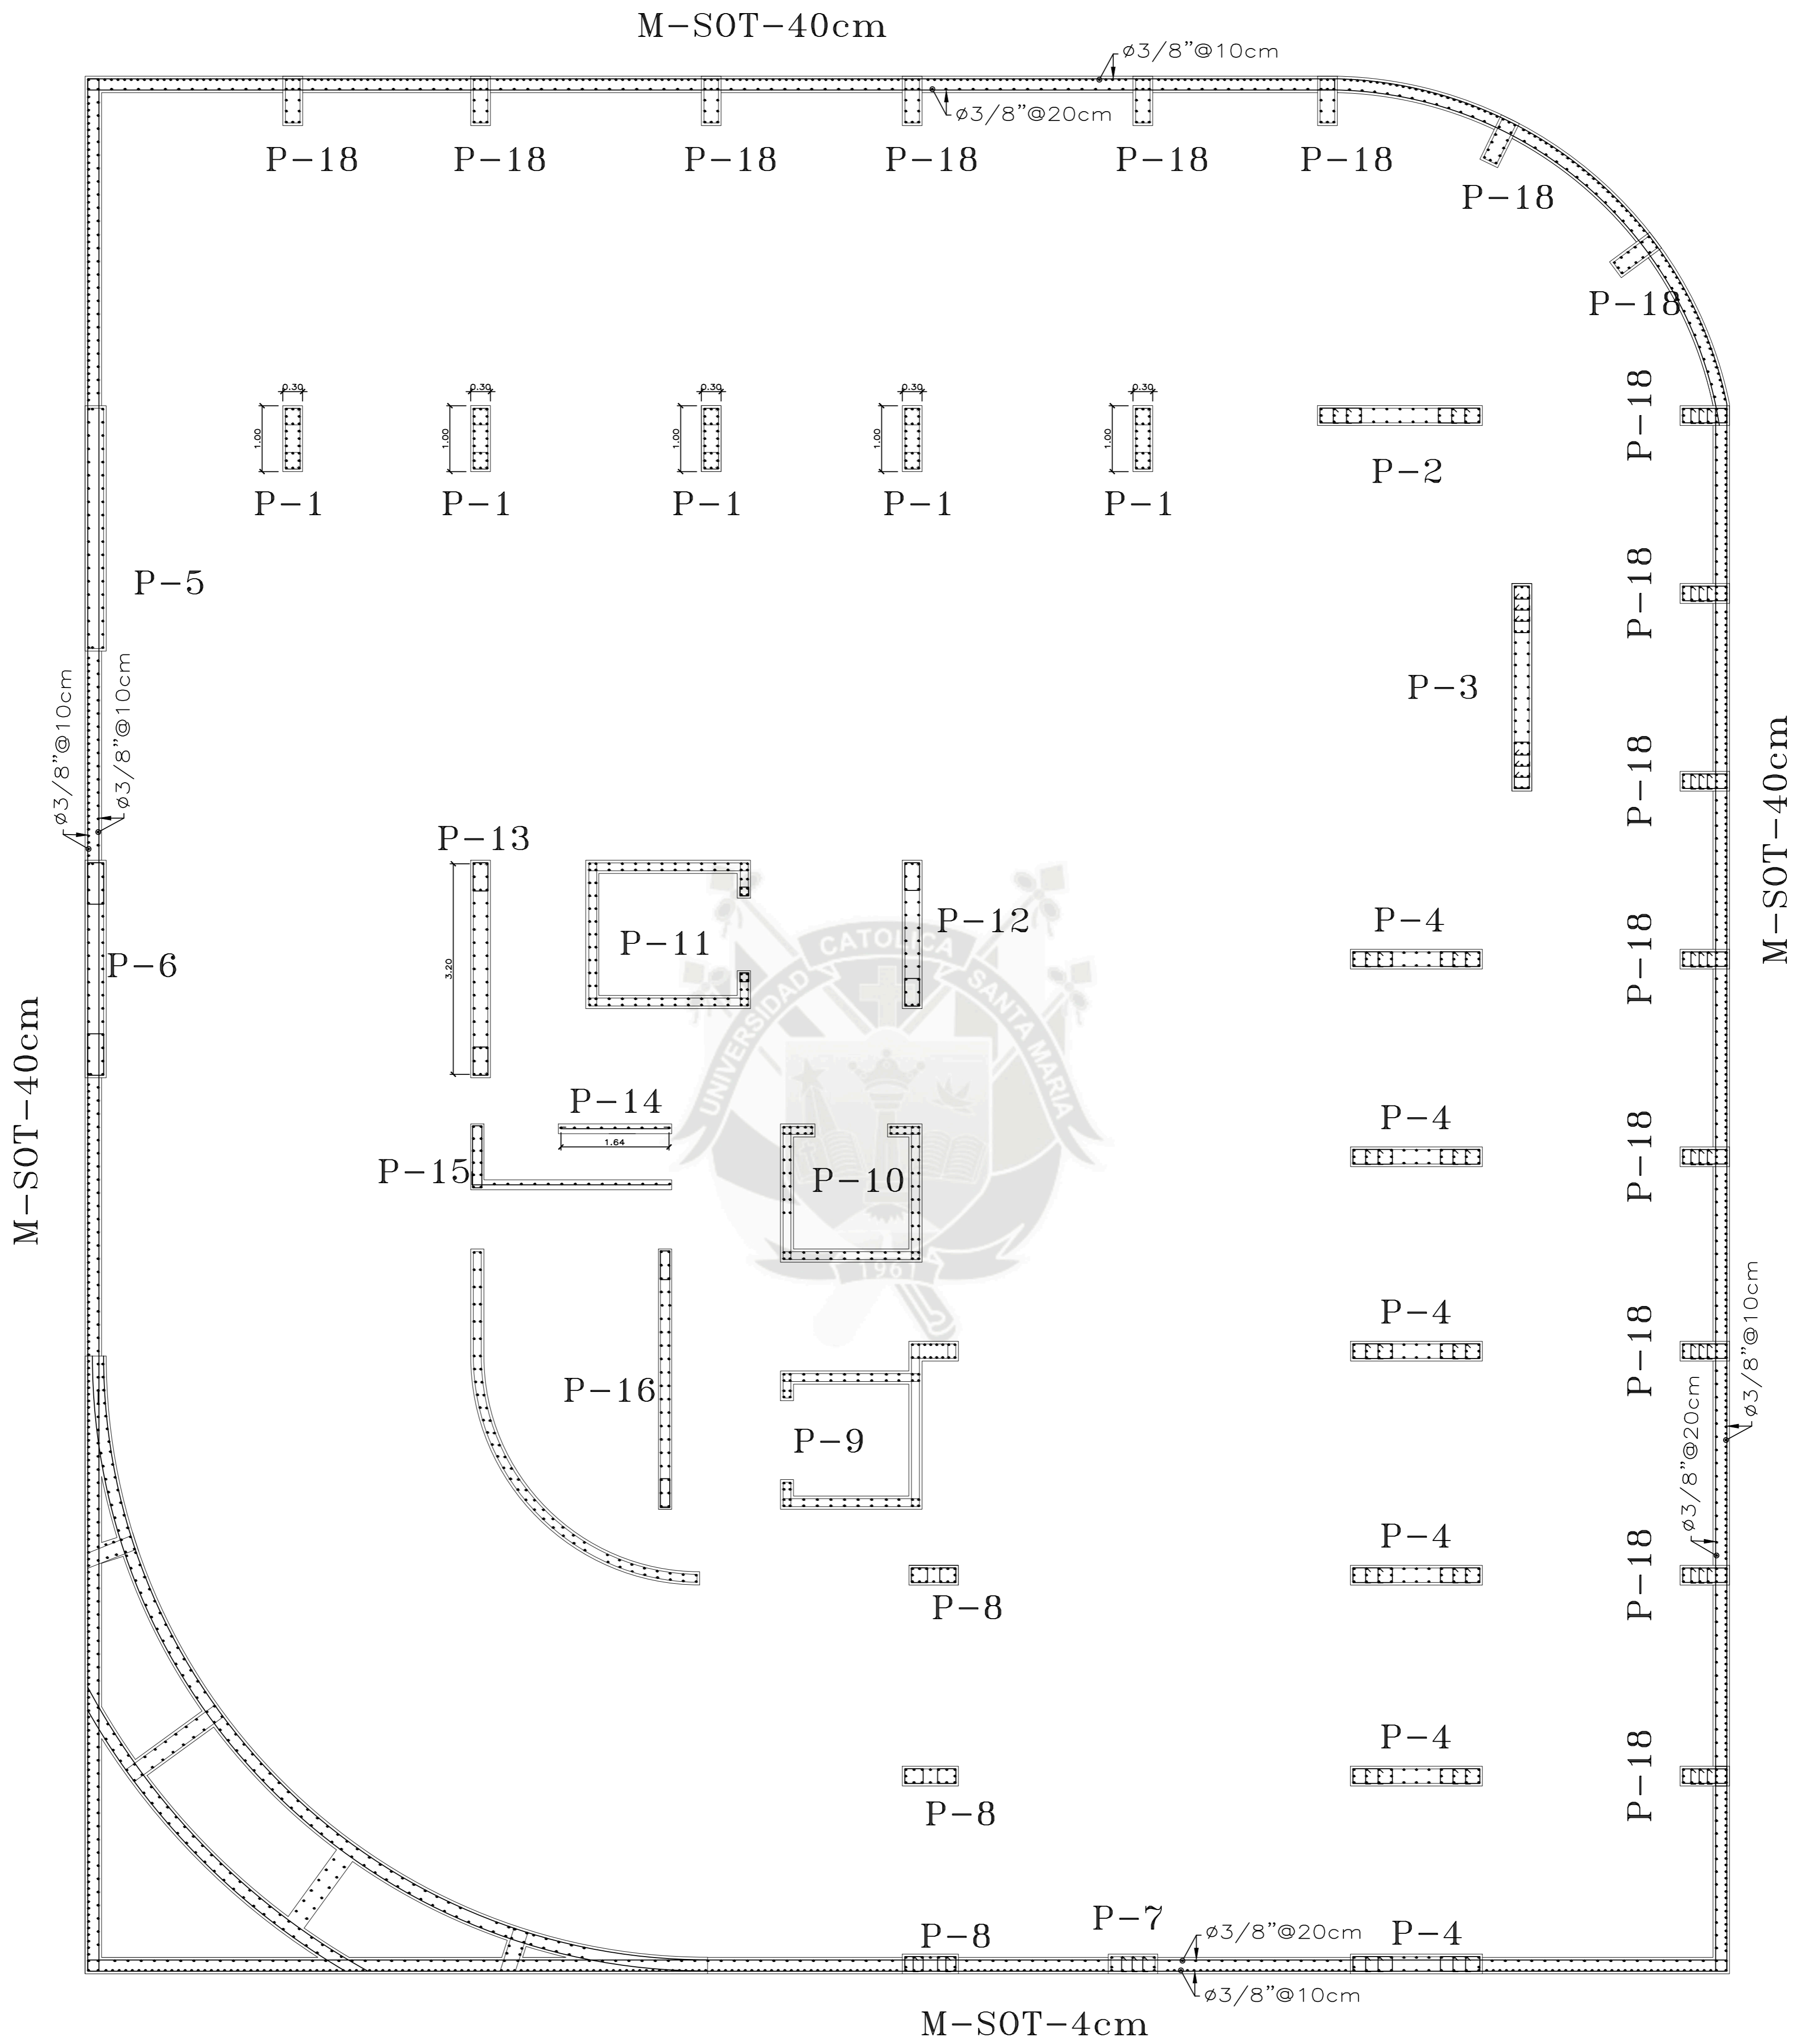 M-SOT-40cm
ø3/8"@10cm
ø3/8"@20cm
P-18
P-18
P-18
P-18
P-18
P-18
P-18
P-18
0.30
0.30
0.30
0.30
0.30
1.00
1.00
1.00
1.00
1.00
P-1
P-1
P-1
P-1
P-1
P-2
P-18
P-5
P-18
P-3
ø3/8"@10cm
ø3/8"@10cm
P-18
M-SOT-40cm
P-13
P-11
P-12
P-4
P-18
P-6
3.20
UNIVERSIDAD
CATOLICA
SANTA MARIA
M-SOT-40cm
P-14
1.64
P-15
P-10
P-4
P-18
1961
P-16
P-9
P-4
P-18
ø3/8"@10cm
ø3/8"@20cm
P-8
P-4
P-18
P-8
P-4
P-18
P-8
P-7
ø3/8"@20cm
P-4
ø3/8"@10cm
M-SOT-4cm